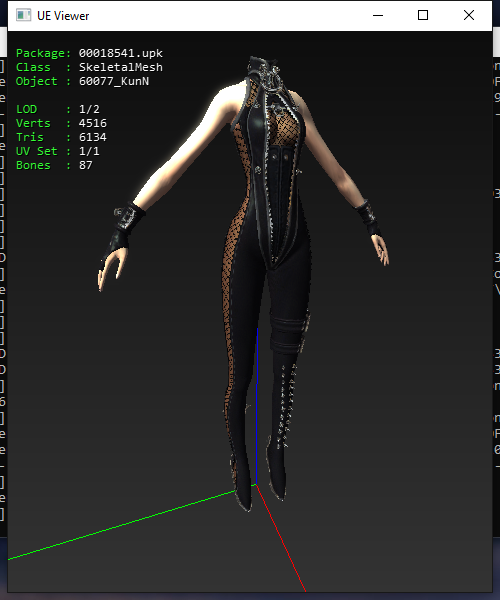 UE Viewer
Package: 00018541.upk
Class : SkeletalMesh
Object : 60077_KunN
LOD : 1/2
Verts : 4516
Tris : 6134
UV Set : 1/1
Bones : 87